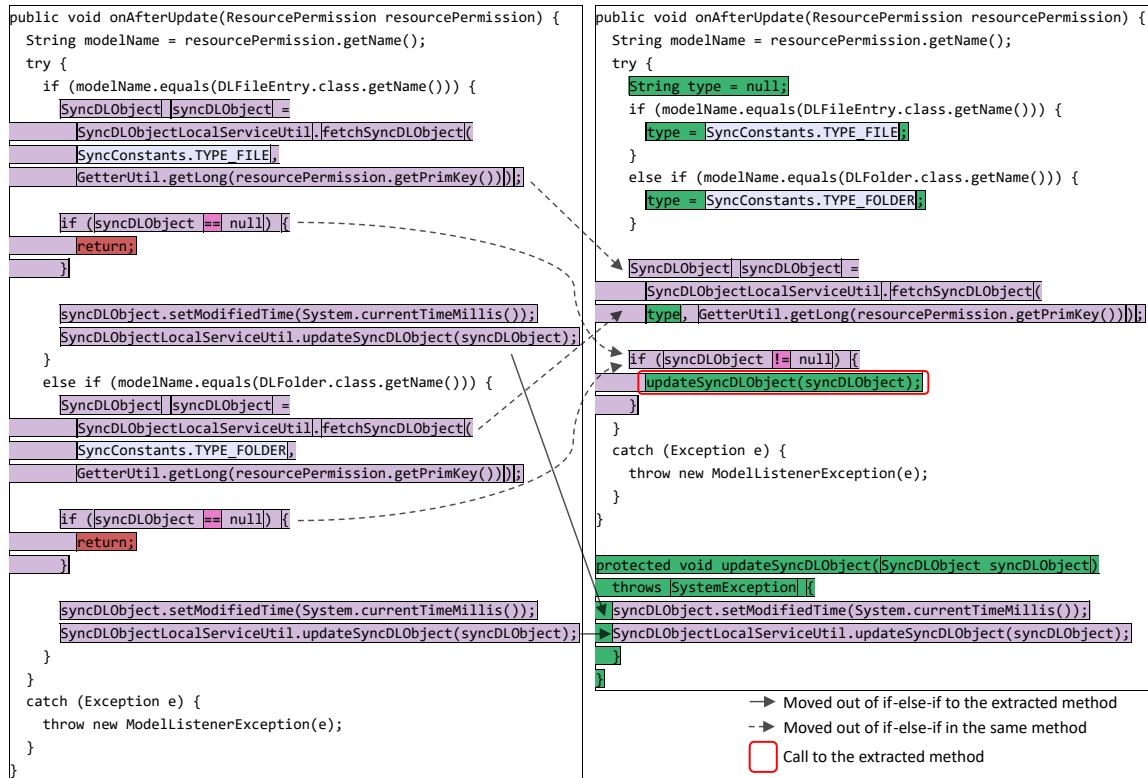 public void onAfterUpdate(ResourcePermission resourcePermission) {
String modelName = resourcePermission.getName();
try {
if (modelName.equals(DLFileEntry.class.getName())) {
SyncDLObject syncDLObject =
SyncDLObjectLocalServiceUtil.fetchSyncDLObject(
SyncConstants.TYPE_FILE,
GetterUtil.getLong(resourcePermission.getPrimKey()));
if (syncDLObject == null) {
return;
}
syncDLObject.setModifiedTime(System.currentTimeMillis());
SyncDLObjectLocalServiceUtil.updateSyncDLObject(syncDLObject);
}
else if (modelName.equals(DLFolder.class.getName())) {
SyncDLObject syncDLObject =
SyncDLObjectLocalServiceUtil.fetchSyncDLObject(
SyncConstants.TYPE_FOLDER,
GetterUtil.getLong(resourcePermission.getPrimKey()));
if (syncDLObject == null) {
return;
}
syncDLObject.setModifiedTime(System.currentTimeMillis());
SyncDLObjectLocalServiceUtil.updateSyncDLObject(syncDLObject);
}
}
catch (Exception e) {
throw new ModelListenerException(e);
}
}
public void onAfterUpdate(ResourcePermission resourcePermission) {
String modelName = resourcePermission.getName();
try {
String type = null;
if (modelName.equals(DLFileEntry.class.getName())) {
type = SyncConstants.TYPE_FILE;
}
else if (modelName.equals(DLFolder.class.getName())) {
type = SyncConstants.TYPE_FOLDER;
}
SyncDLObject syncDLObject =
SyncDLObjectLocalServiceUtil.fetchSyncDLObject(
type, GetterUtil.getLong(resourcePermission.getPrimKey()));
if (syncDLObject != null) {
updateSyncDLObject(syncDLObject);
}
}
catch (Exception e) {
throw new ModelListenerException(e);
}
}
protected void updateSyncDLObject(SyncDLObject syncDLObject)
throws SystemException {
syncDLObject.setModifiedTime(System.currentTimeMillis());
SyncDLObjectLocalServiceUtil.updateSyncDLObject(syncDLObject);
}
}
Moved out of if-else-if to the extracted method
Moved out of if-else-if in the same method
Call to the extracted method